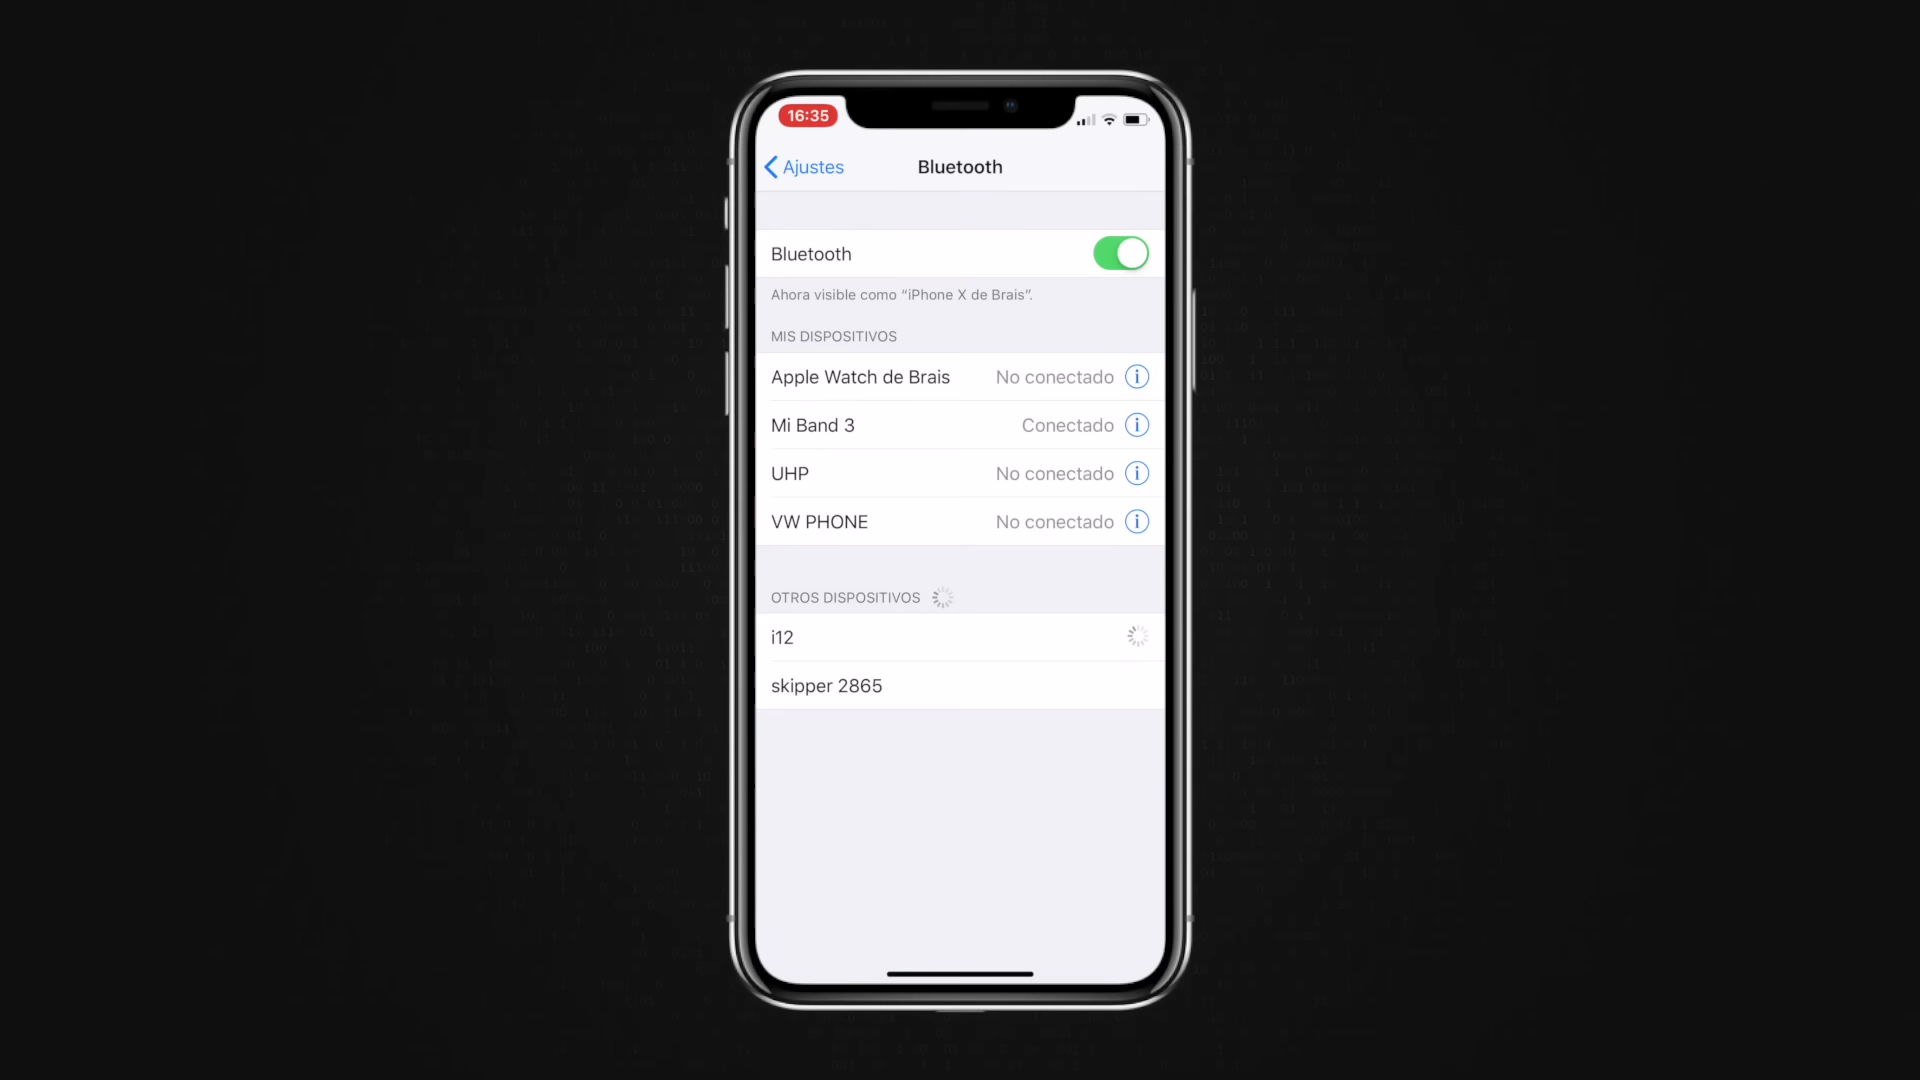 16:35
Ajustes
Bluetooth
Bluetooth
Ahora visible como “iPhone X de Brais”.
MIS DISPOSITIVOS
Apple Watch de Brais No conectado
Mi Band 3 Conectado
UHP No conectado
VW PHONE No conectado
OTROS DISPOSITIVOS
i12
skipper 2865